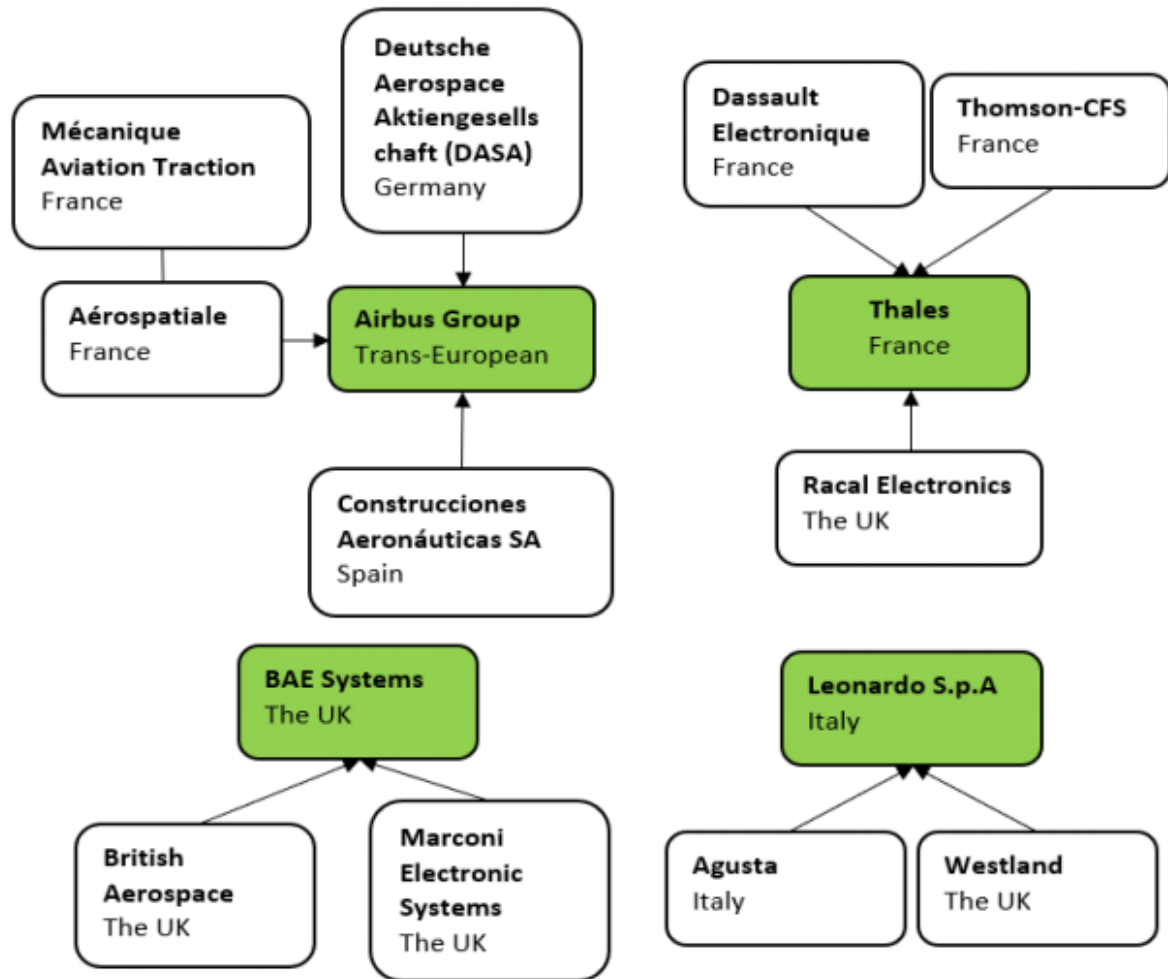 Deutsche
Aerospace
Aktiengesells
chaft (DASA)
Germany
Mécanique
Aviation Traction
France
Dassault
Electronique
France
Thomson-CFS
France
Aérospatiale
France
Airbus Group
Trans-European
Thales
France
Construcciones
Aeronáuticas SA
Spain
Racal Electronics
The UK
BAE Systems
The UK
Leonardo S.p.A
Italy
British
Aerospace
The UK
Marconi
Electronic
Systems
The UK
Agusta
Italy
Westland
The UK